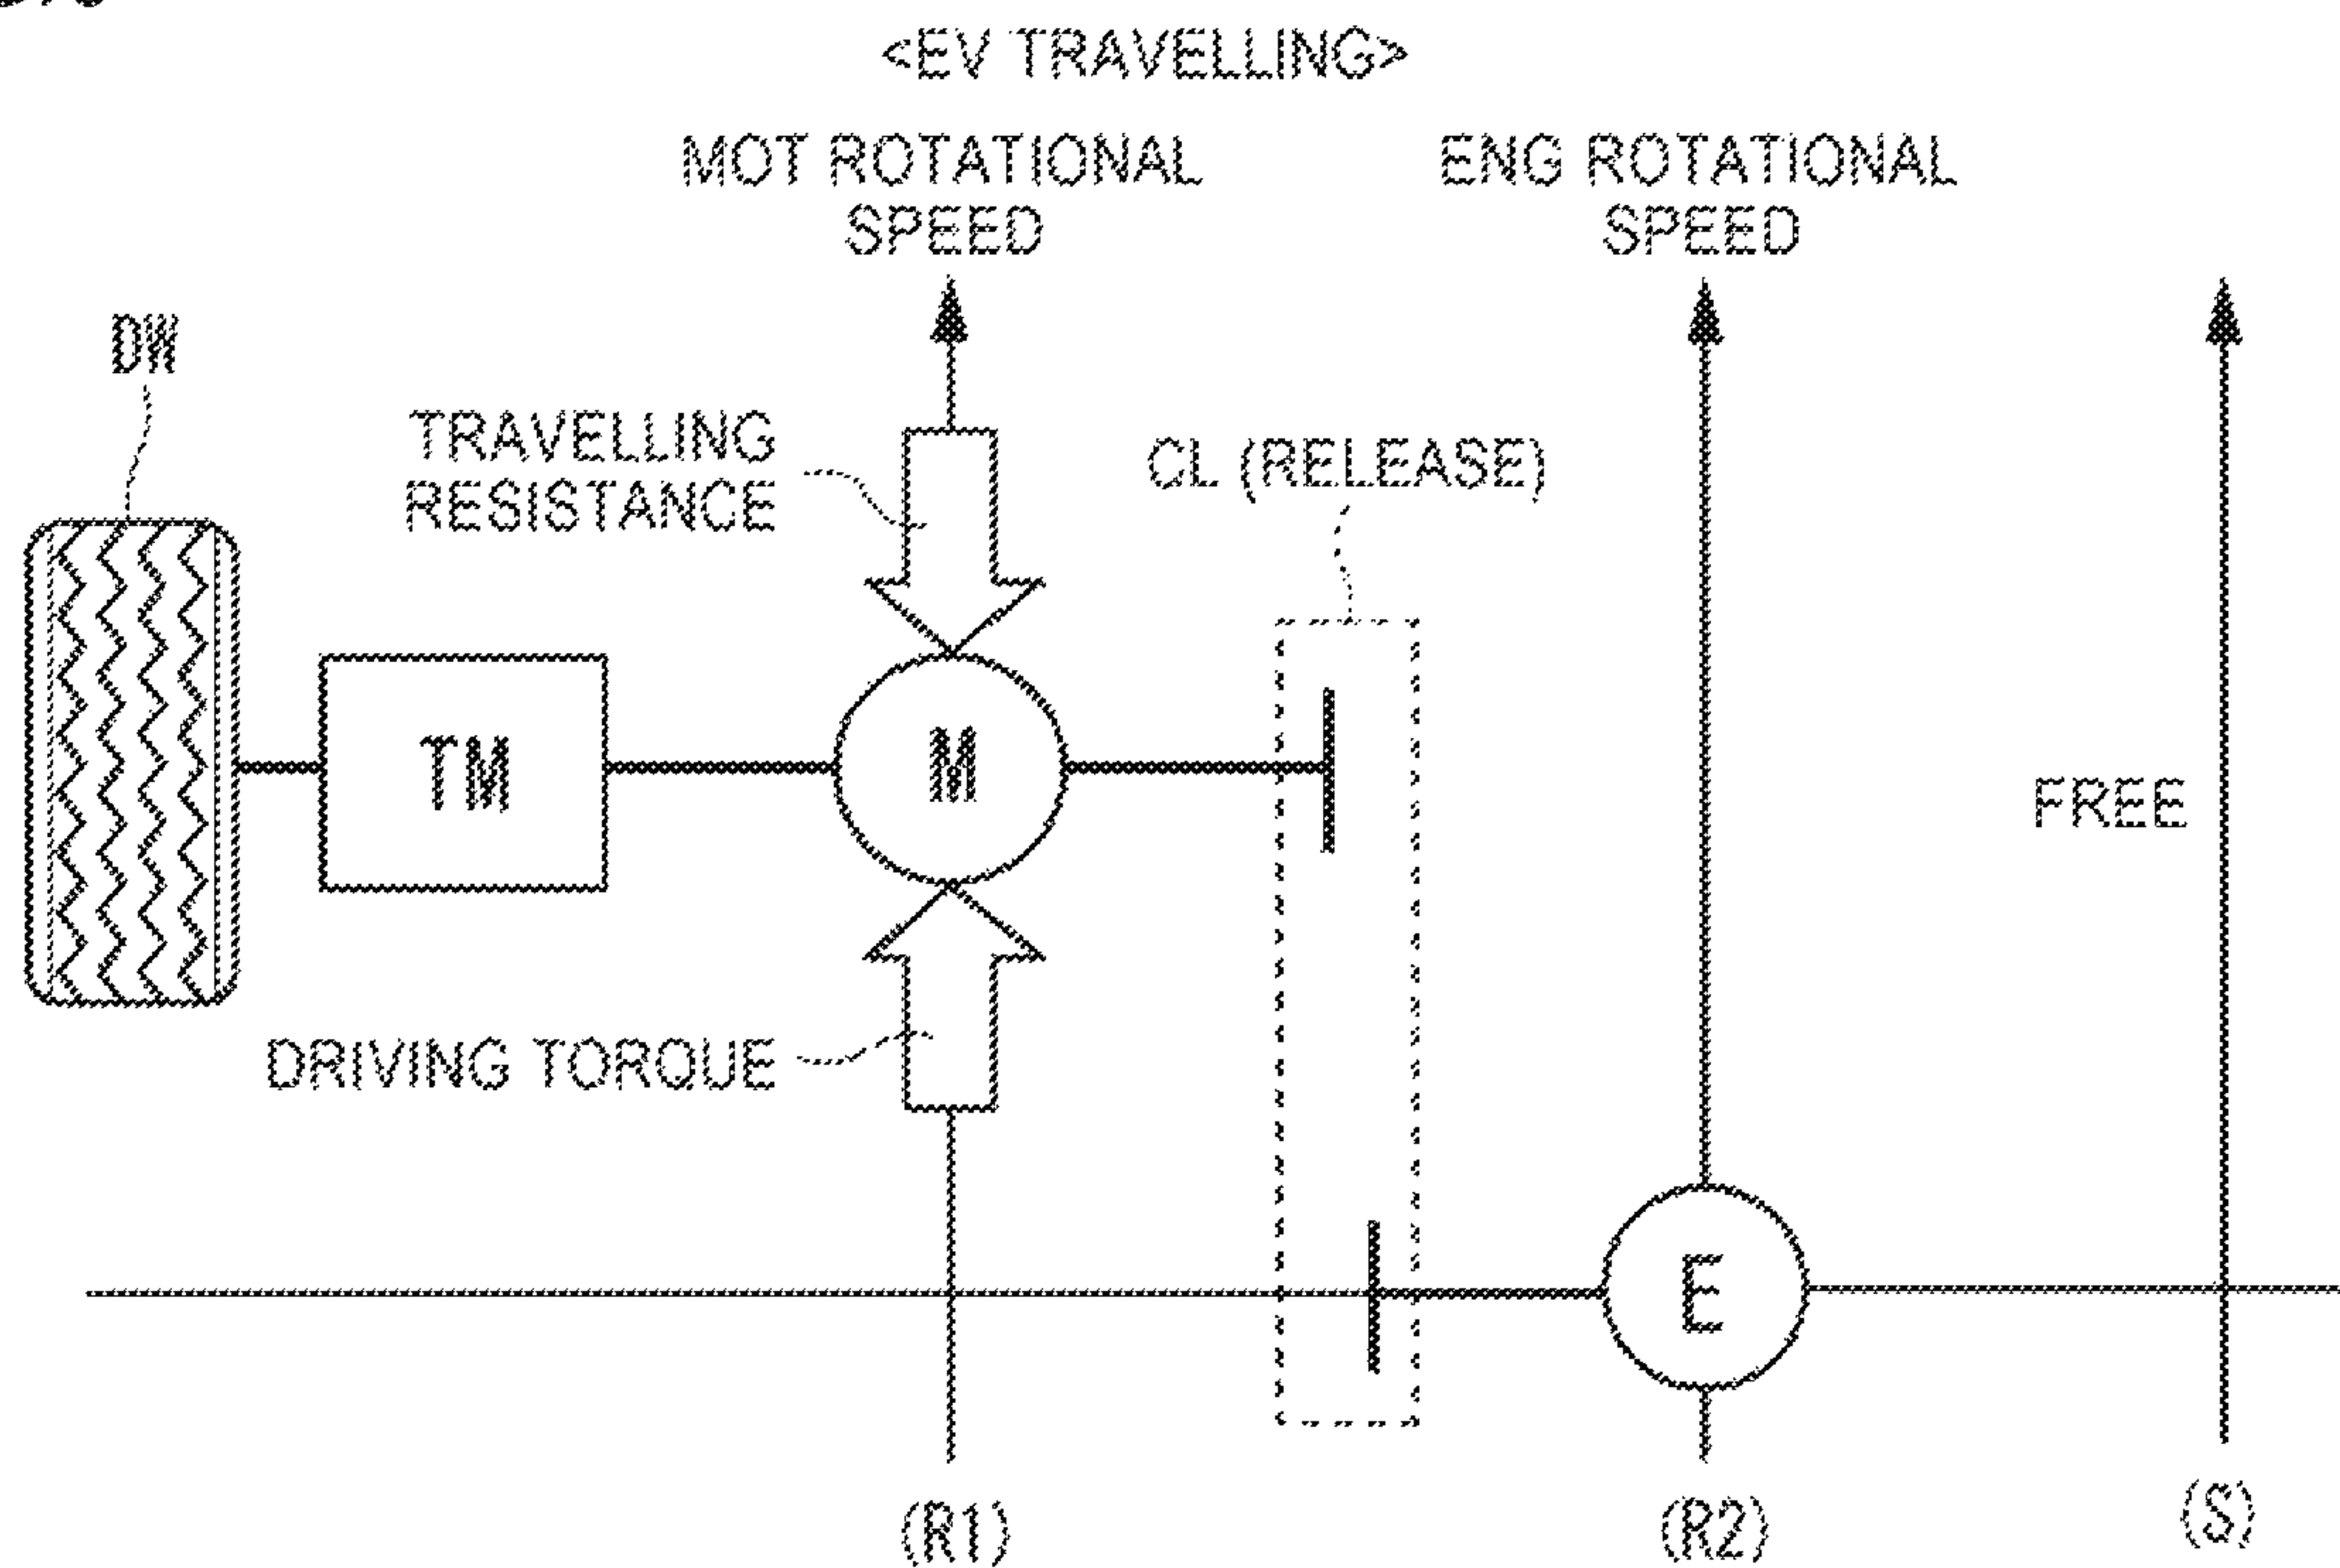 <EV TRAVELLING>
MOT ROTATIONAL
SPEED
ENG ROTATIONAL
SPEED
DW
TRAVELLING
RESISTANCE
CL (RELEASE)
TM
M
FREE
DRIVING TORQUE
E
(R1)
(R2)
(S)